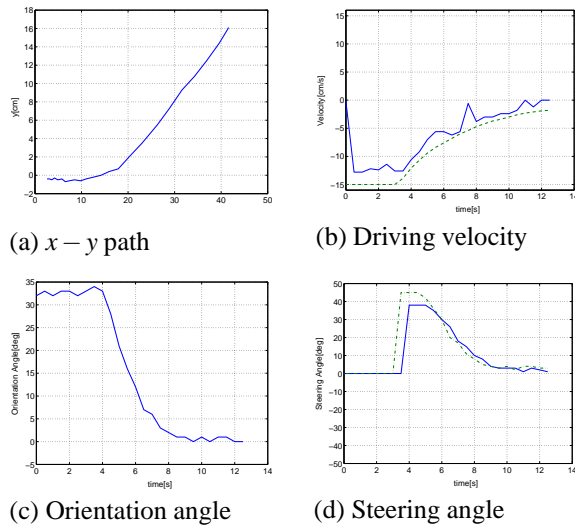 18
16
14
12
10
8
6
4
2
0
−2
y[cm]
0 10 20 30 40 50
(a) x − y path
15
10
5
0
−5
−10
−15
Velocity[cm/s]
0 2 4 6 8 10 12 14
time[s]
(b) Driving velocity
35
30
25
20
15
10
5
0
−5
Orientation Angle[deg]
0 2 4 6 8 10 12 14
time[s]
(c) Orientation angle
50
40
30
20
10
0
−10
−20
−30
−40
−50
Steering Angle[deg]
0 2 4 6 8 10 12 14
time[s]
(d) Steering angle